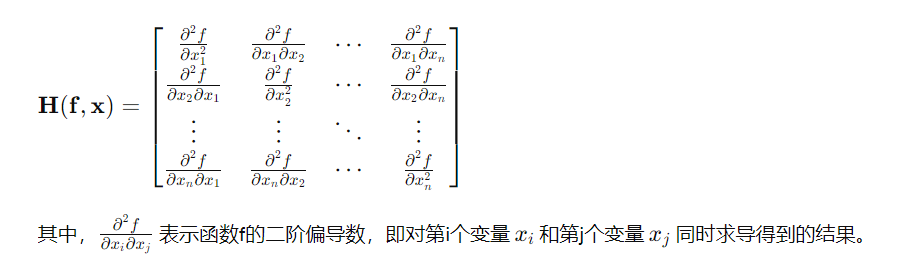 $$\mathbf{H}(\mathbf{f}, \mathbf{x}) = \begin{bmatrix} \frac{\partial^2 f}{\partial x_1^2} & \frac{\partial^2 f}{\partial x_1 \partial x_2} & \cdots & \frac{\partial^2 f}{\partial x_1 \partial x_n} \\ \frac{\partial^2 f}{\partial x_2 \partial x_1} & \frac{\partial^2 f}{\partial x_2^2} & \cdots & \frac{\partial^2 f}{\partial x_2 \partial x_n} \\ \vdots & \vdots & \ddots & \vdots \\ \frac{\partial^2 f}{\partial x_n \partial x_1} & \frac{\partial^2 f}{\partial x_n \partial x_2} & \cdots & \frac{\partial^2 f}{\partial x_n^2} \end{bmatrix}$$
其中，$\frac{\partial^2 f}{\partial x_i \partial x_j}$ 表示函数f的二阶偏导数，即对第i个变量 $x_i$ 和第j个变量 $x_j$ 同时求导得到的结果。